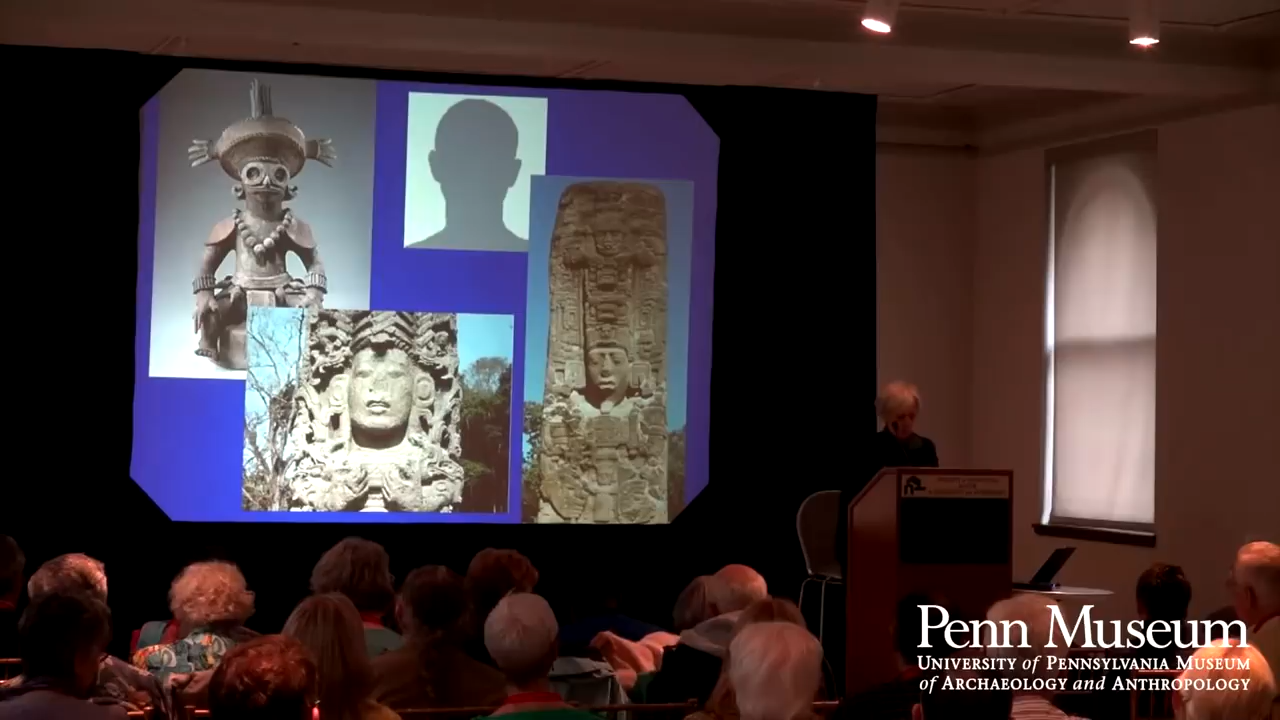 Penn Museum
University of Pennsylvania Museum
of Archaeology and Anthropology